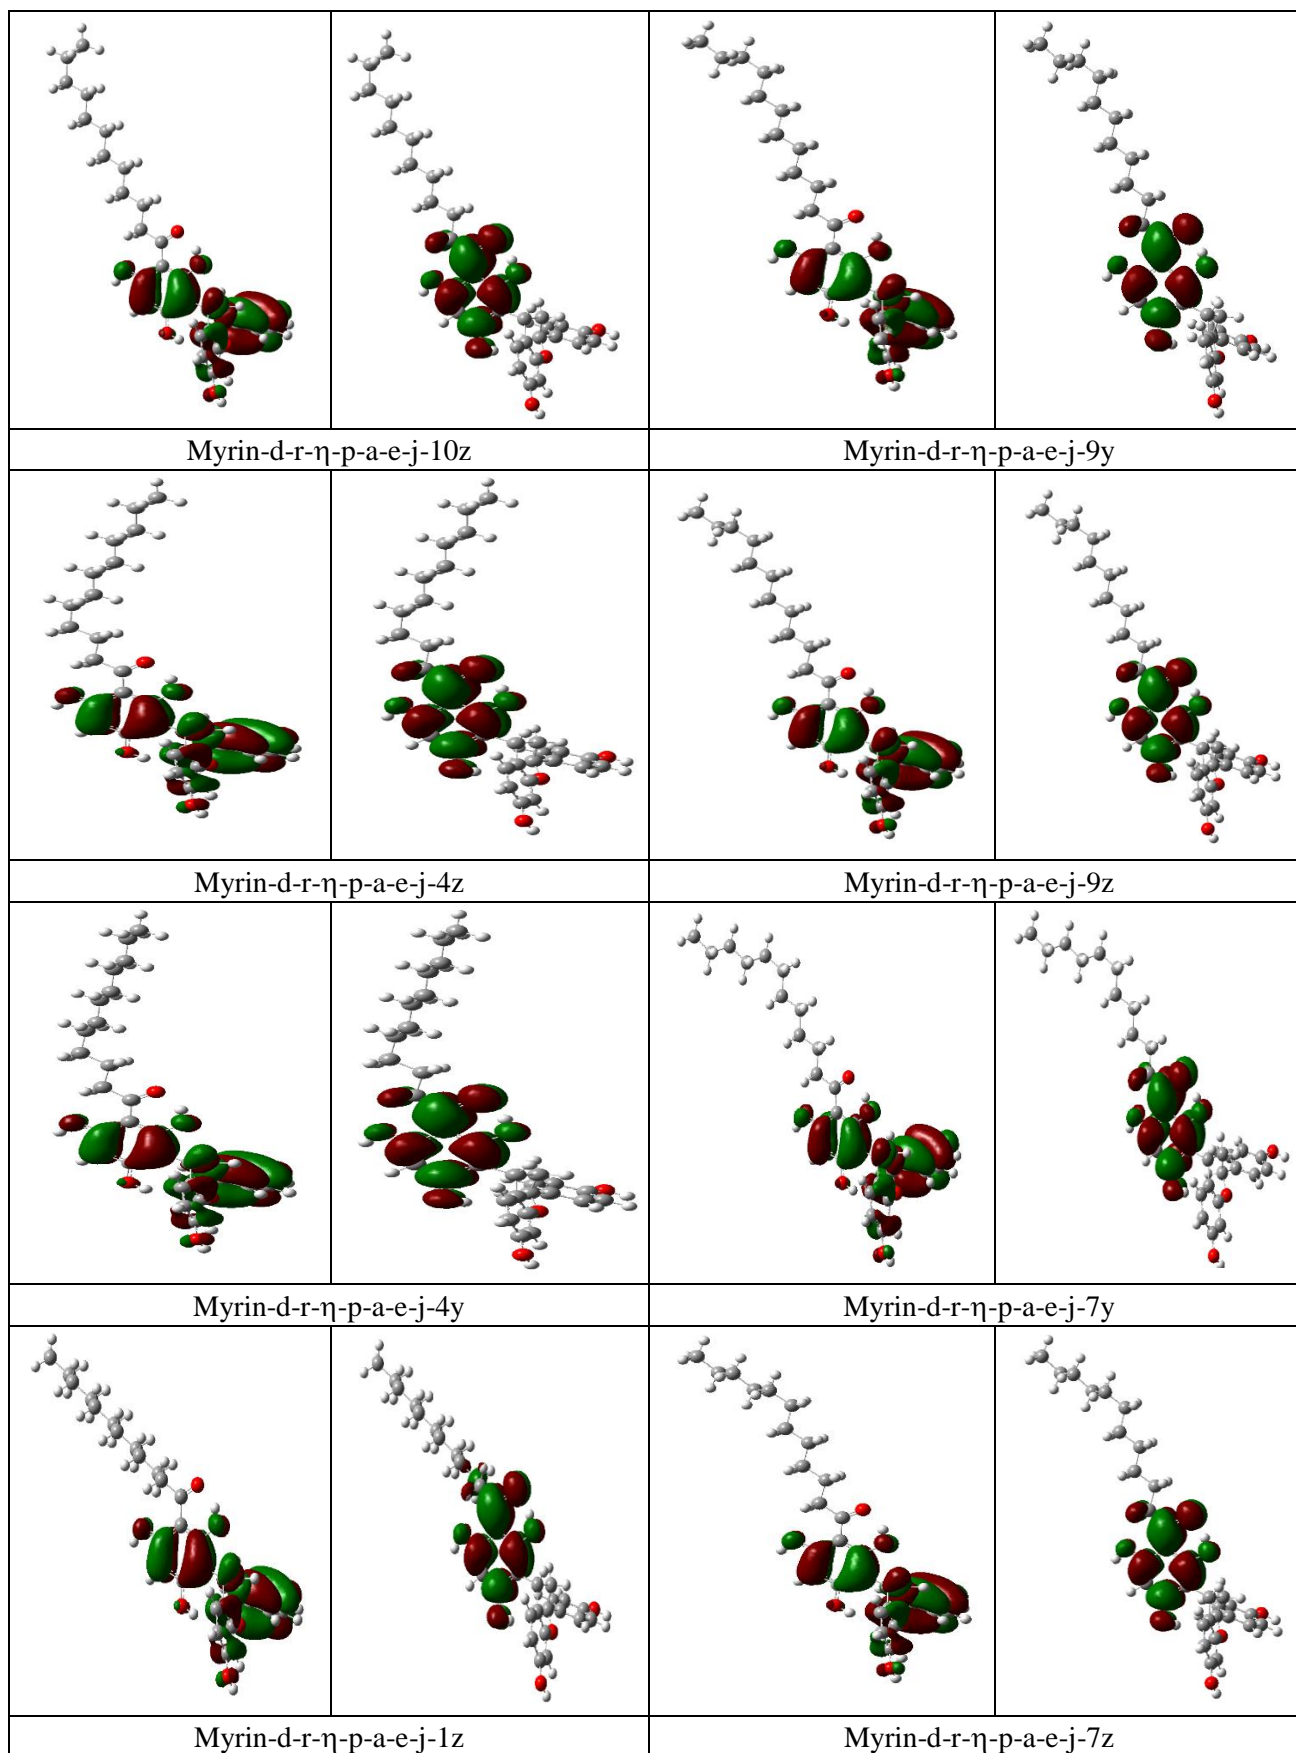 Myrin-d-r-η-p-a-e-j-10z
Myrin-d-r-η-p-a-e-j-9y
Myrin-d-r-η-p-a-e-j-4z
Myrin-d-r-η-p-a-e-j-9z
Myrin-d-r-η-p-a-e-j-4y
Myrin-d-r-η-p-a-e-j-7y
Myrin-d-r-η-p-a-e-j-1z
Myrin-d-r-η-p-a-e-j-7z